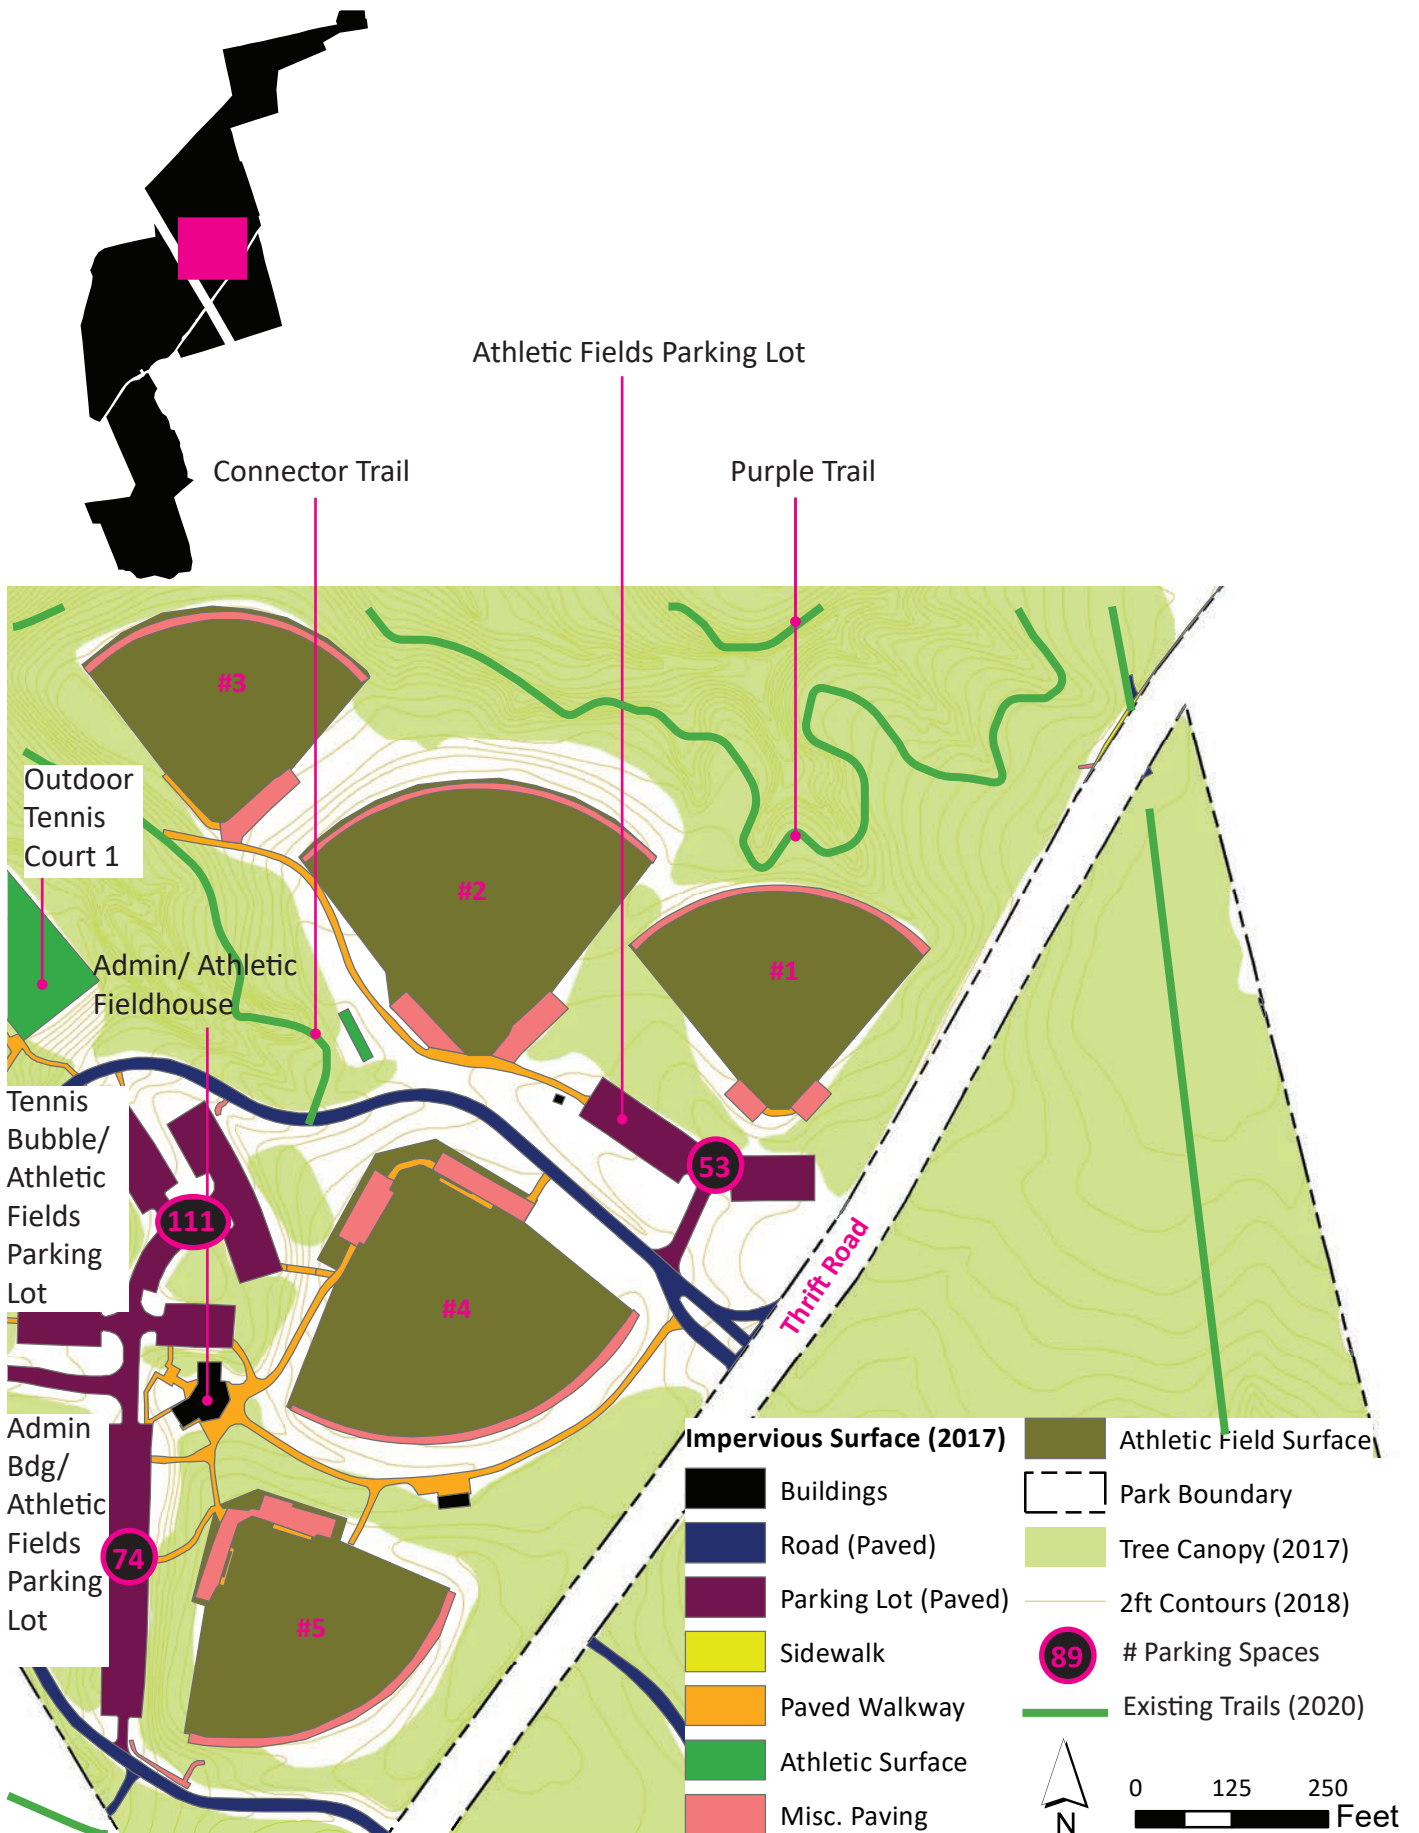 Athletic Fields Parking Lot
Connector Trail
Purple Trail
#3
Outdoor
Tennis
Court 1
#2
#1
Admin/ Athletic
Fieldhouse
Tennis
Bubble/
Athletic
Fields
Parking
Lot
53
111
Thrift Road
#4
Admin
Bdg/
Athletic
Fields
Parking
Lot
74
#5
Impervious Surface (2017)
Buildings
Road (Paved)
Parking Lot (Paved)
Sidewalk
Paved Walkway
Athletic Surface
Misc. Paving
Athletic Field Surface
Park Boundary
Tree Canopy (2017)
2ft Contours (2018)
89
# Parking Spaces
Existing Trails (2020)
N
0 125 250
Feet